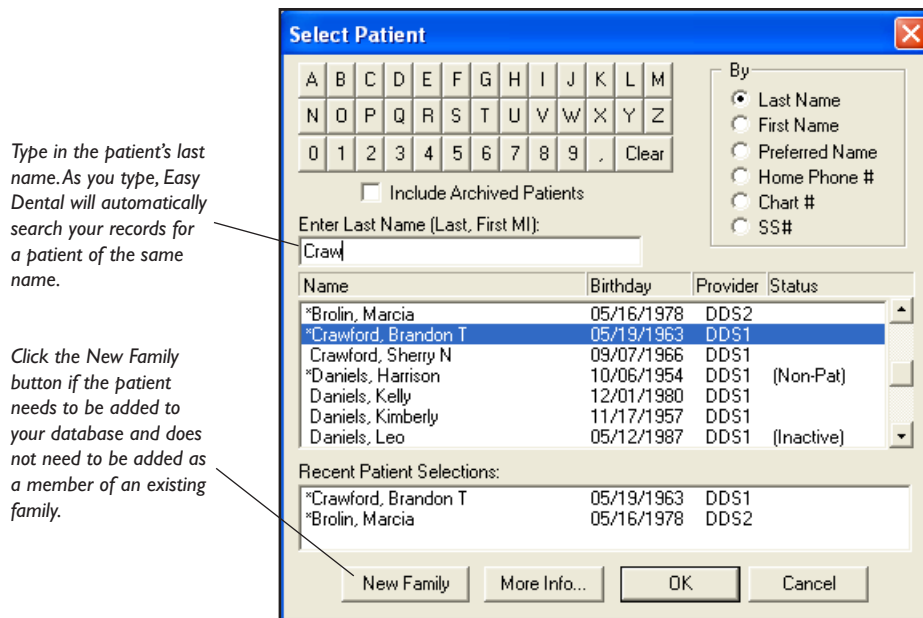 Select Patient
A B C D E F G H I J K L M
N O P Q R S T U V W X Y Z
0 1 2 3 4 5 6 7 8 9 , Clear
Include Archived Patients
By
Last Name
First Name
Preferred Name
Home Phone #
Chart #
SS#
Enter Last Name (Last, First MI):
Craw
Name Birthday Provider Status
*Brolin, Marcia 05/16/1978 DDS2
*Crawford, Brandon T 05/19/1963 DDS1
Crawford, Sherry N 09/07/1966 DDS1
*Daniels, Harrison 10/06/1954 DDS1 (Non-Pat)
Daniels, Kelly 12/01/1980 DDS1
Daniels, Kimberly 11/17/1957 DDS1
Daniels, Leo 05/12/1987 DDS1 (Inactive)
Recent Patient Selections:
*Crawford, Brandon T 05/19/1963 DDS1
*Brolin, Marcia 05/16/1978 DDS2
New Family More Info... OK Cancel
Type in the patient's last
name. As you type, Easy
Dental will automatically
search your records for
a patient of the same
name.
Click the New Family
button if the patient
needs to be added to
your database and does
not need to be added as
a member of an existing
family.